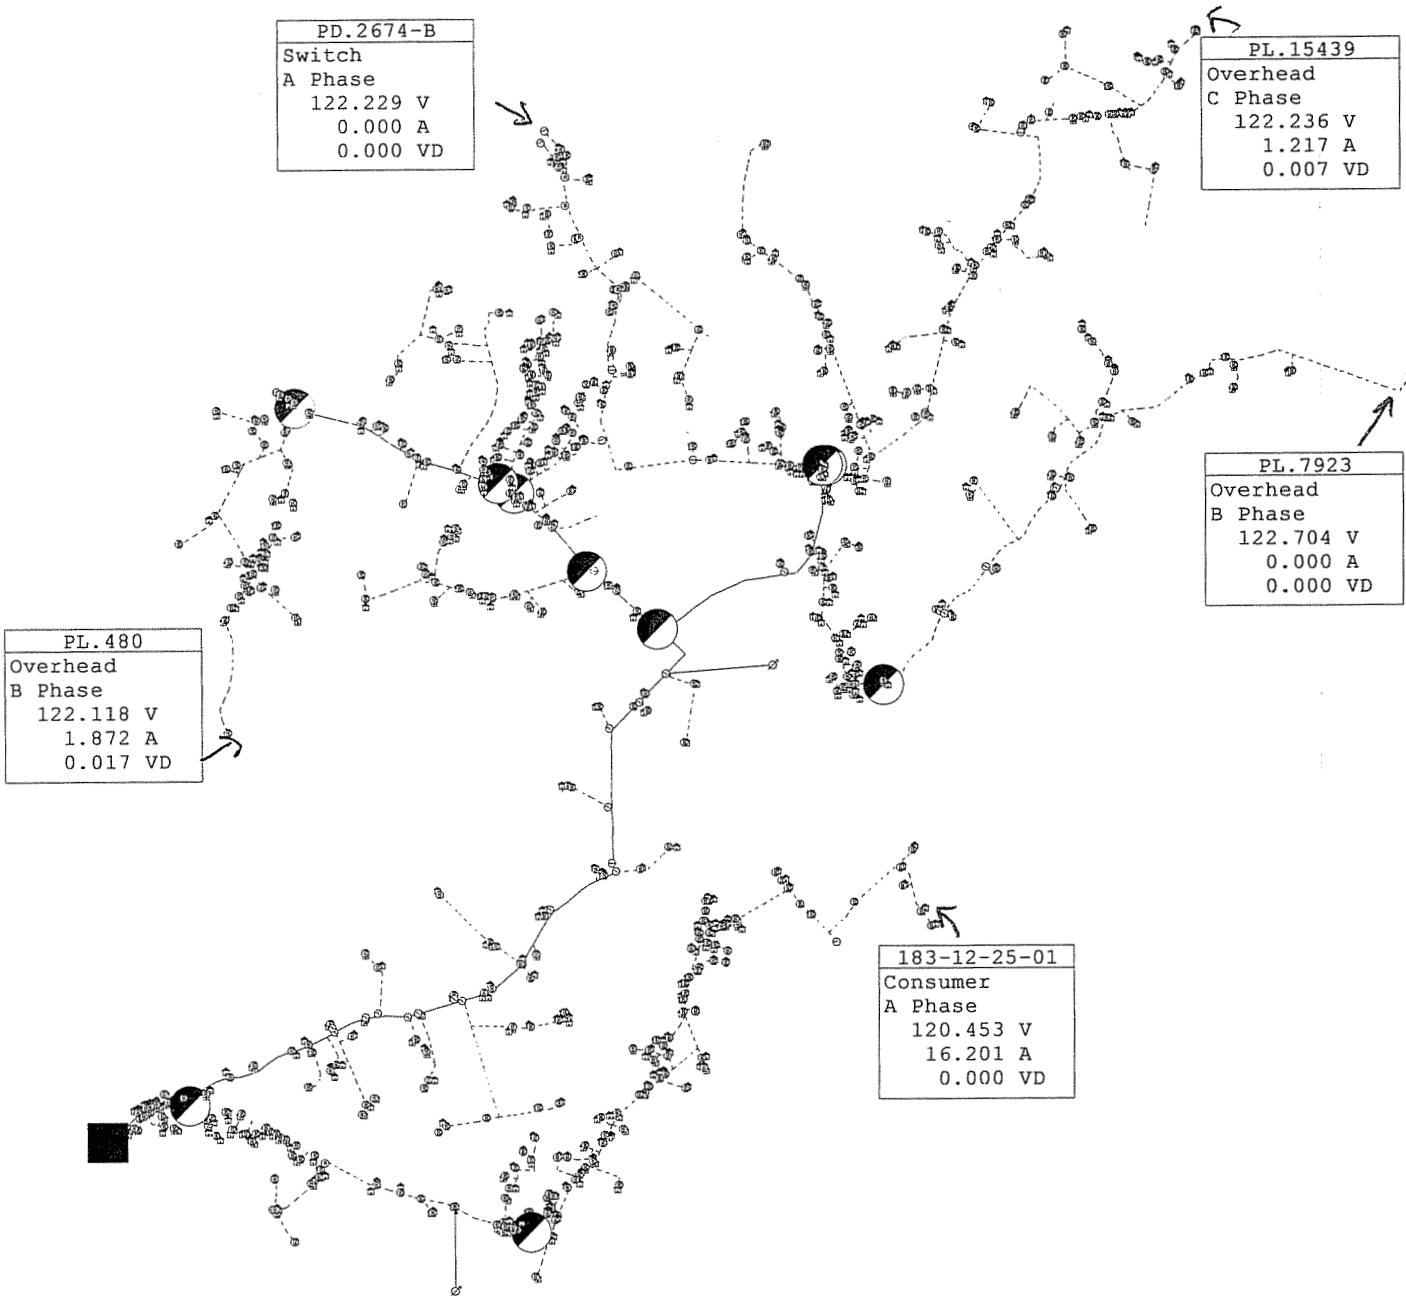 PD.2674-B
Switch
A Phase
122.229 V
0.000 A
0.000 VD
PL.15439
Overhead
C Phase
122.236 V
1.217 A
0.007 VD
PL.7923
Overhead
B Phase
122.704 V
0.000 A
0.000 VD
PL.480
Overhead
B Phase
122.118 V
1.872 A
0.017 VD
183-12-25-01
Consumer
A Phase
120.453 V
16.201 A
0.000 VD